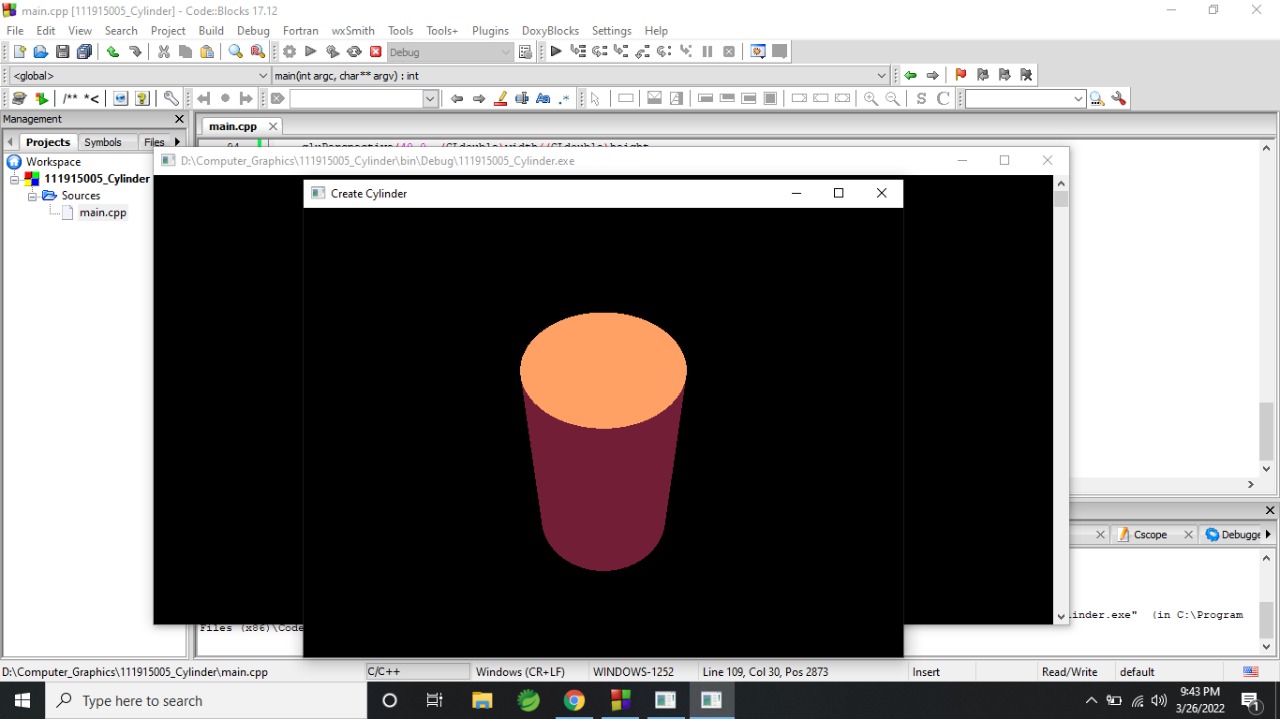 main.cpp [111915005_Cylinder] - Code::Blocks 17.12
File Edit View Search Project Build Debug Fortran wxSmith Tools Tools+ Plugins DoxyBlocks Settings Help
Debug
<global> main(int argc, char** argv) : int
/** *< S C
Management
main.cpp
Projects Symbols Files
Workspace
111915005_Cylinder
Sources
main.cpp
D:\Computer_Graphics\111915005_Cylinder\bin\Debug\111915005_Cylinder.exe
Create Cylinder
Cscope Debugge
linder.exe" (in C:\Program
Files (x86)\Code
D:\Computer_Graphics\111915005_Cylinder\main.cpp C/C++ Windows (CR+LF) WINDOWS-1252 Line 109, Col 30, Pos 2873 Insert Read/Write default
Type here to search
9:43 PM
3/26/2022
1